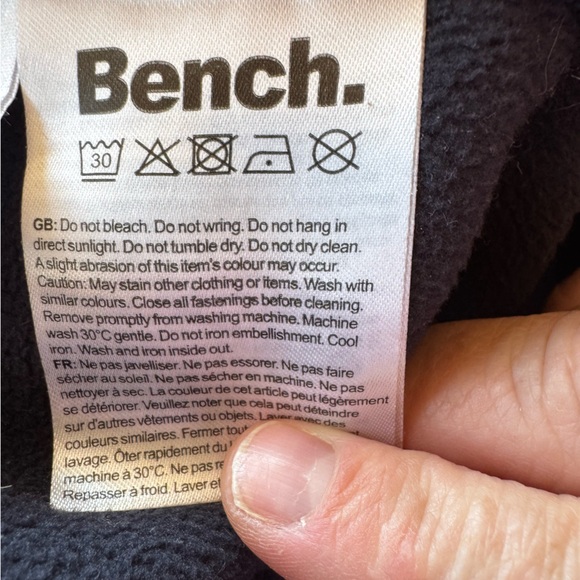 Bench.
30
GB: Do not bleach. Do not wring. Do not hang in
direct sunlight. Do not tumble dry. Do not dry clean.
A slight abrasion of this item's colour may occur.
Caution: May stain other clothing or items. Wash with
similar colours. Close all fastenings before cleaning.
Remove promptly from washing machine. Machine
wash 30°C gentle. Do not iron embellishment. Cool
iron. Wash and iron inside out.
FR: Ne pas javelliser. Ne pas essorer. Ne pas faire
sécher au soleil. Ne pas sécher en machine. Ne pas
nettoyer à sec. La couleur de cet article peut légèrement
se détériorer. Veuillez noter que cela peut déteindre
sur d'autres vêtements ou objets. Laver avec des
couleurs similaires. Fermer
lavage. Ôter rapidement du
machine à 30°C. Ne pas
Repasser à froid. Laver et